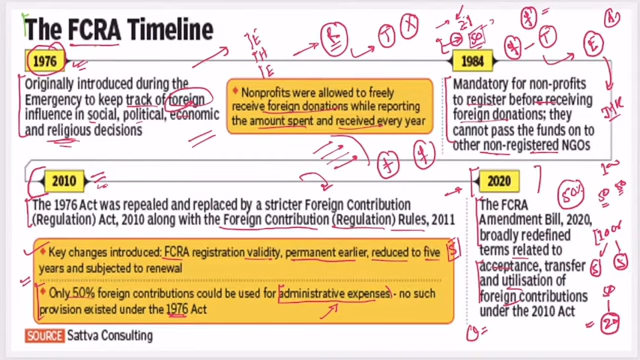 The FCRA Timeline
1976
Originally introduced during the
Emergency to keep track of foreign
influence in social, political, economic
and religious decisions
Nonprofits were allowed to freely
receive foreign donations while reporting
the amount spent and received every year
1984
Mandatory for non-profits
to register before receiving
foreign donations; they
cannot pass the funds on to
other non-registered NGOs
2010
The 1976 Act was repealed and replaced by a stricter Foreign Contribution
(Regulation) Act, 2010 along with the Foreign Contribution (Regulation) Rules, 2011
Key changes introduced: FCRA registration validity, permanent earlier, reduced to five
years and subjected to renewal
Only 50% foreign contributions could be used for administrative expenses - no such
provision existed under the 1976 Act
2020
The FCRA
Amendment Bill, 2020,
broadly redefined
terms related to
acceptance, transfer
and utilisation of
foreign contributions
under the 2010 Act
50%
SOURCE Sattva Consulting